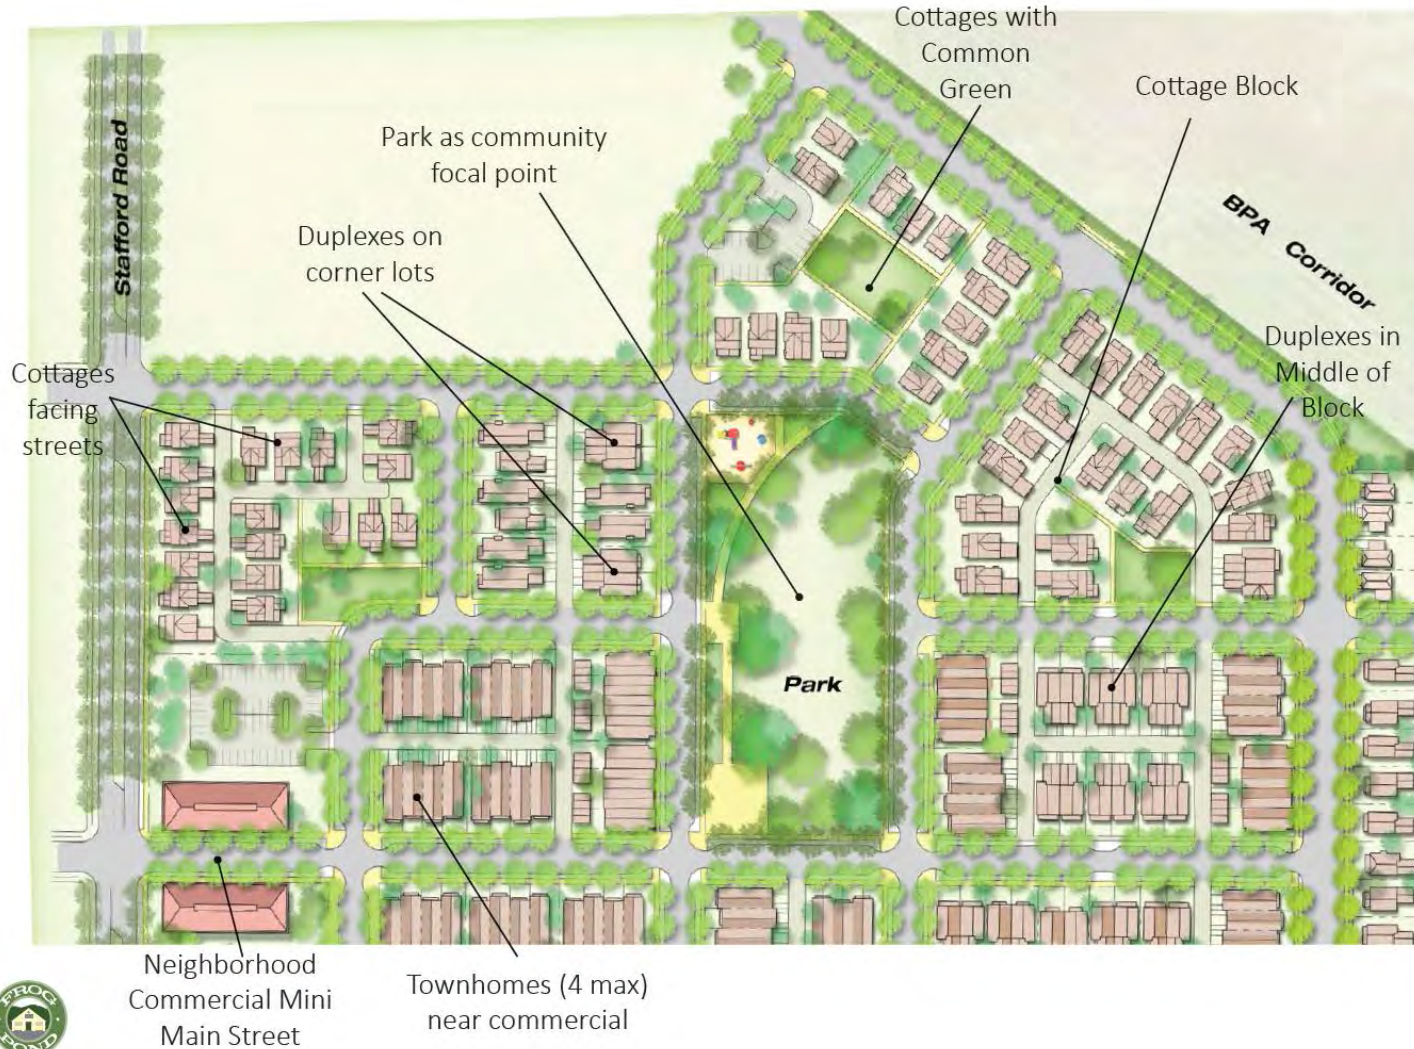 Cottages with
Common
Green
Cottage Block
Park as community
focal point
Stafford Road
BPA Corridor
Duplexes on
corner lots
Duplexes in
Middle of
Block
Cottages
facing
streets
Park
Neighborhood
Commercial Mini
Main Street
Townhomes (4 max)
near commercial
FROG
POND